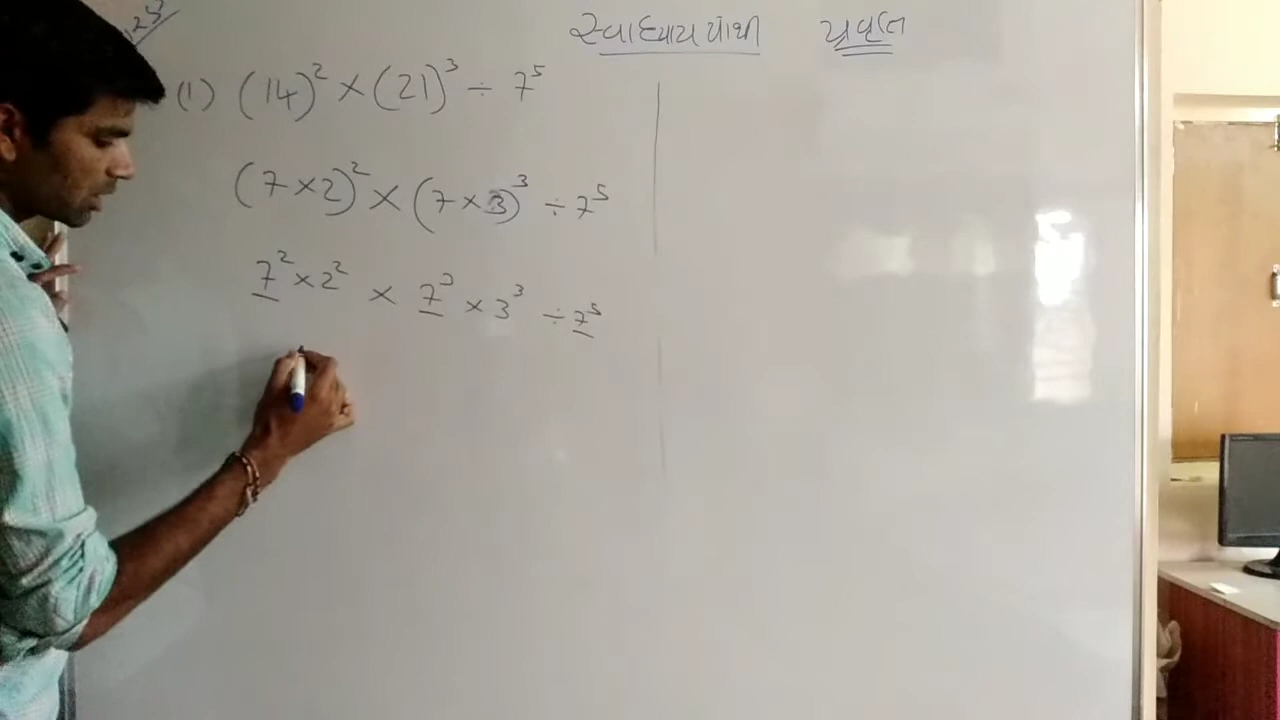 સ્વાધ્યાયપોથી પ્રવૃત્તિ
(1) (14)² × (21)³ ÷ 7⁵
(7 × 2)² × (7 × 3)³ ÷ 7⁵
7² × 2² × 7³ × 3³ ÷ 7⁵